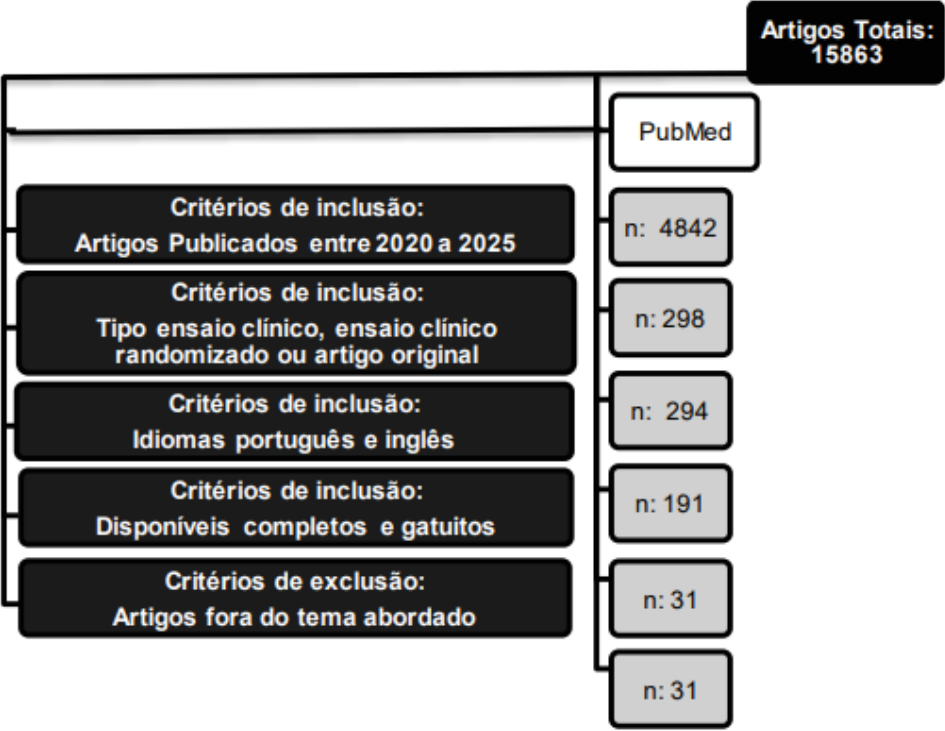 Artigos Totais:
15863
PubMed
Critérios de inclusão:
Artigos Publicados entre 2020 a 2025
n: 4842
Critérios de inclusão:
Tipo ensaio clínico, ensaio clínico
randomizado ou artigo original
n: 298
Critérios de inclusão:
Idiomas português e inglês
n: 294
Critérios de inclusão:
Disponíveis completos e gatuitos
n: 191
Critérios de exclusão:
Artigos fora do tema abordado
n: 31
n: 31